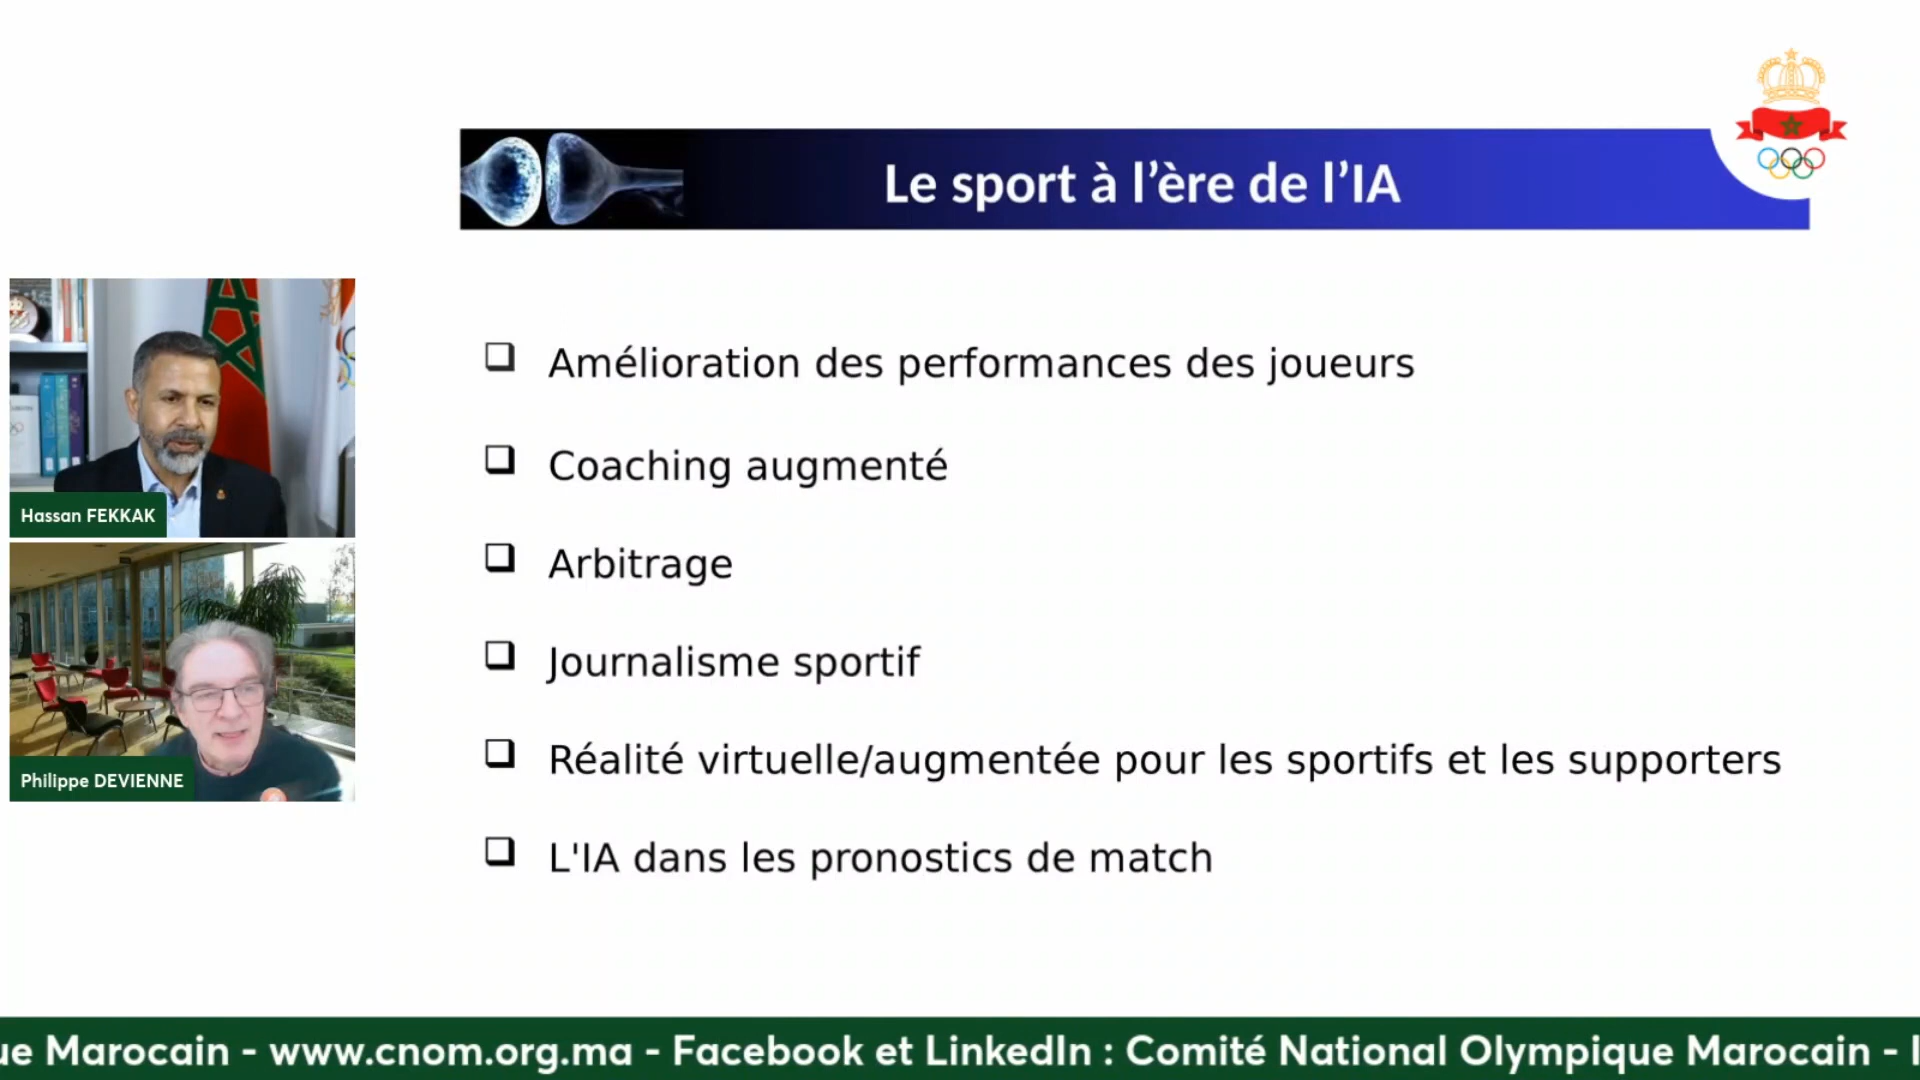 Le sport à l’ère de l’IA
Amélioration des performances des joueurs
Coaching augmenté
Arbitrage
Journalisme sportif
Réalité virtuelle/augmentée pour les sportifs et les supporters
L'IA dans les pronostics de match
Hassan FEKKAK
Philippe DEVIENNE
ue Marocain - www.cnom.org.ma - Facebook et LinkedIn : Comité National Olympique Marocain -